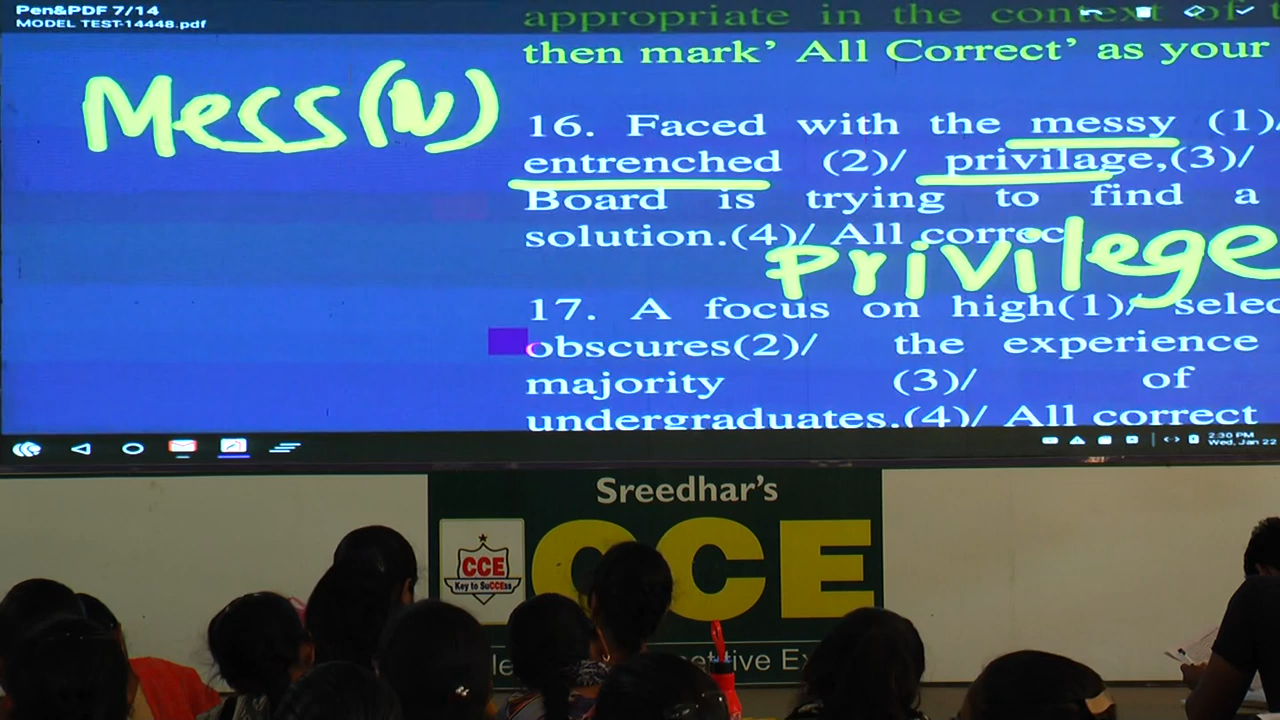 Pen&PDF 7/14
MODEL TEST-14448.pdf
appropriate in the context of
then mark’ All Correct’ as your
Mess(N)
16. Faced with the messy (1)/
entrenched (2)/ privilage,(3)/
Board is trying to find a
solution.(4)/ All correc
Privilege
17. A focus on high(1)/ selec
obscures(2)/ the experience
majority (3)/ of
undergraduates.(4)/ All correct
2:30 PM
Wed, Jan 22
Sreedhar's
CCE
CCE
Key to SuCCEss